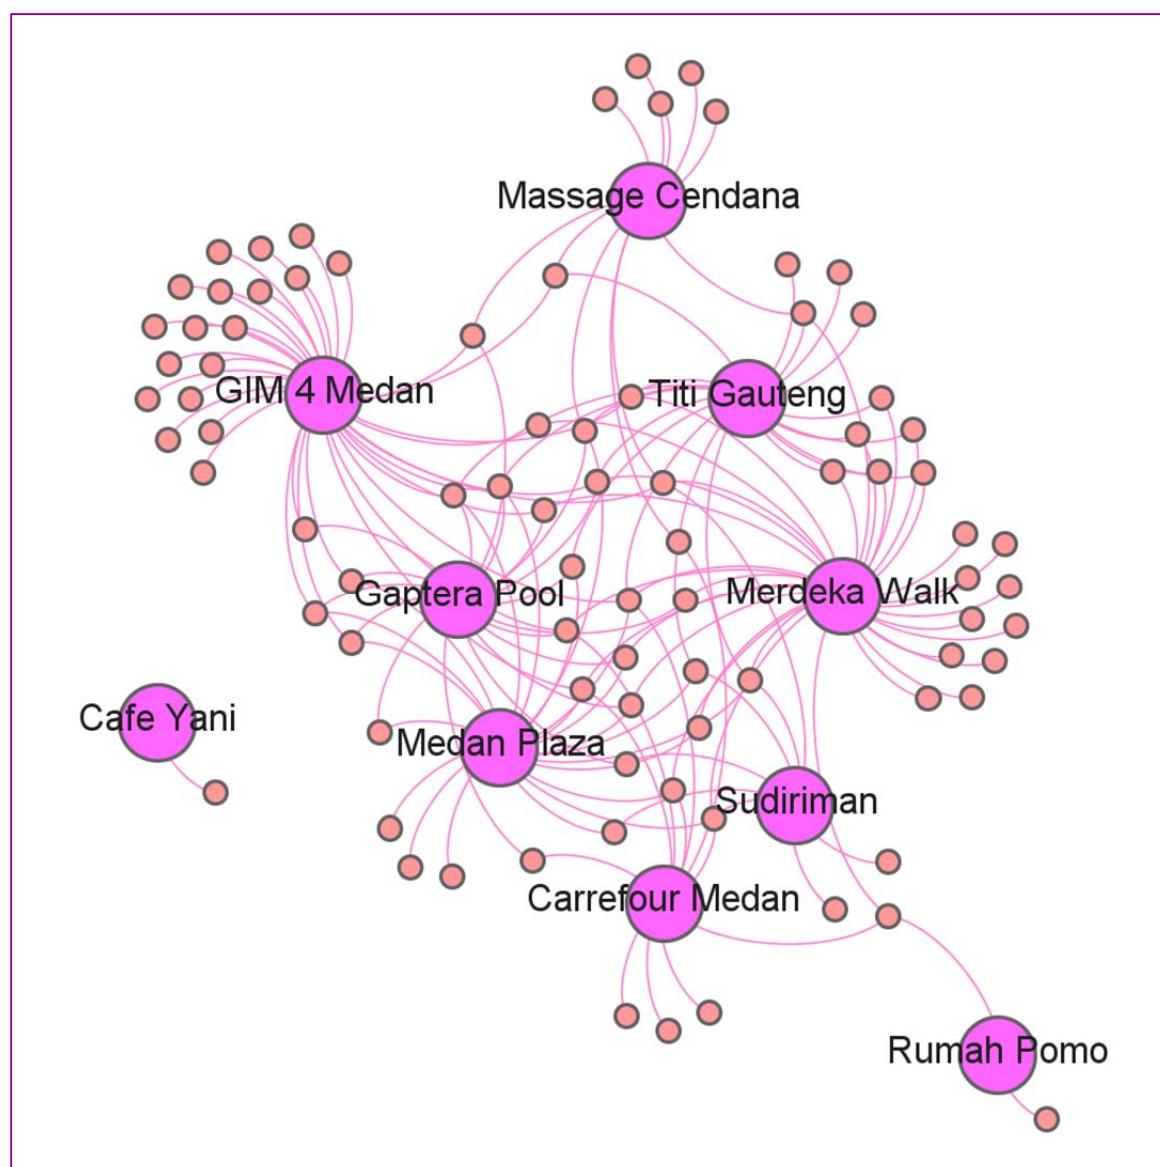 Massage Cendana
GIM 4 Medan
Titi Gauteng
Gaptera Pool
Merdeka Walk
Cafe Yani
Medan Plaza
Sudiriman
Carrefour Medan
Rumah Pomo